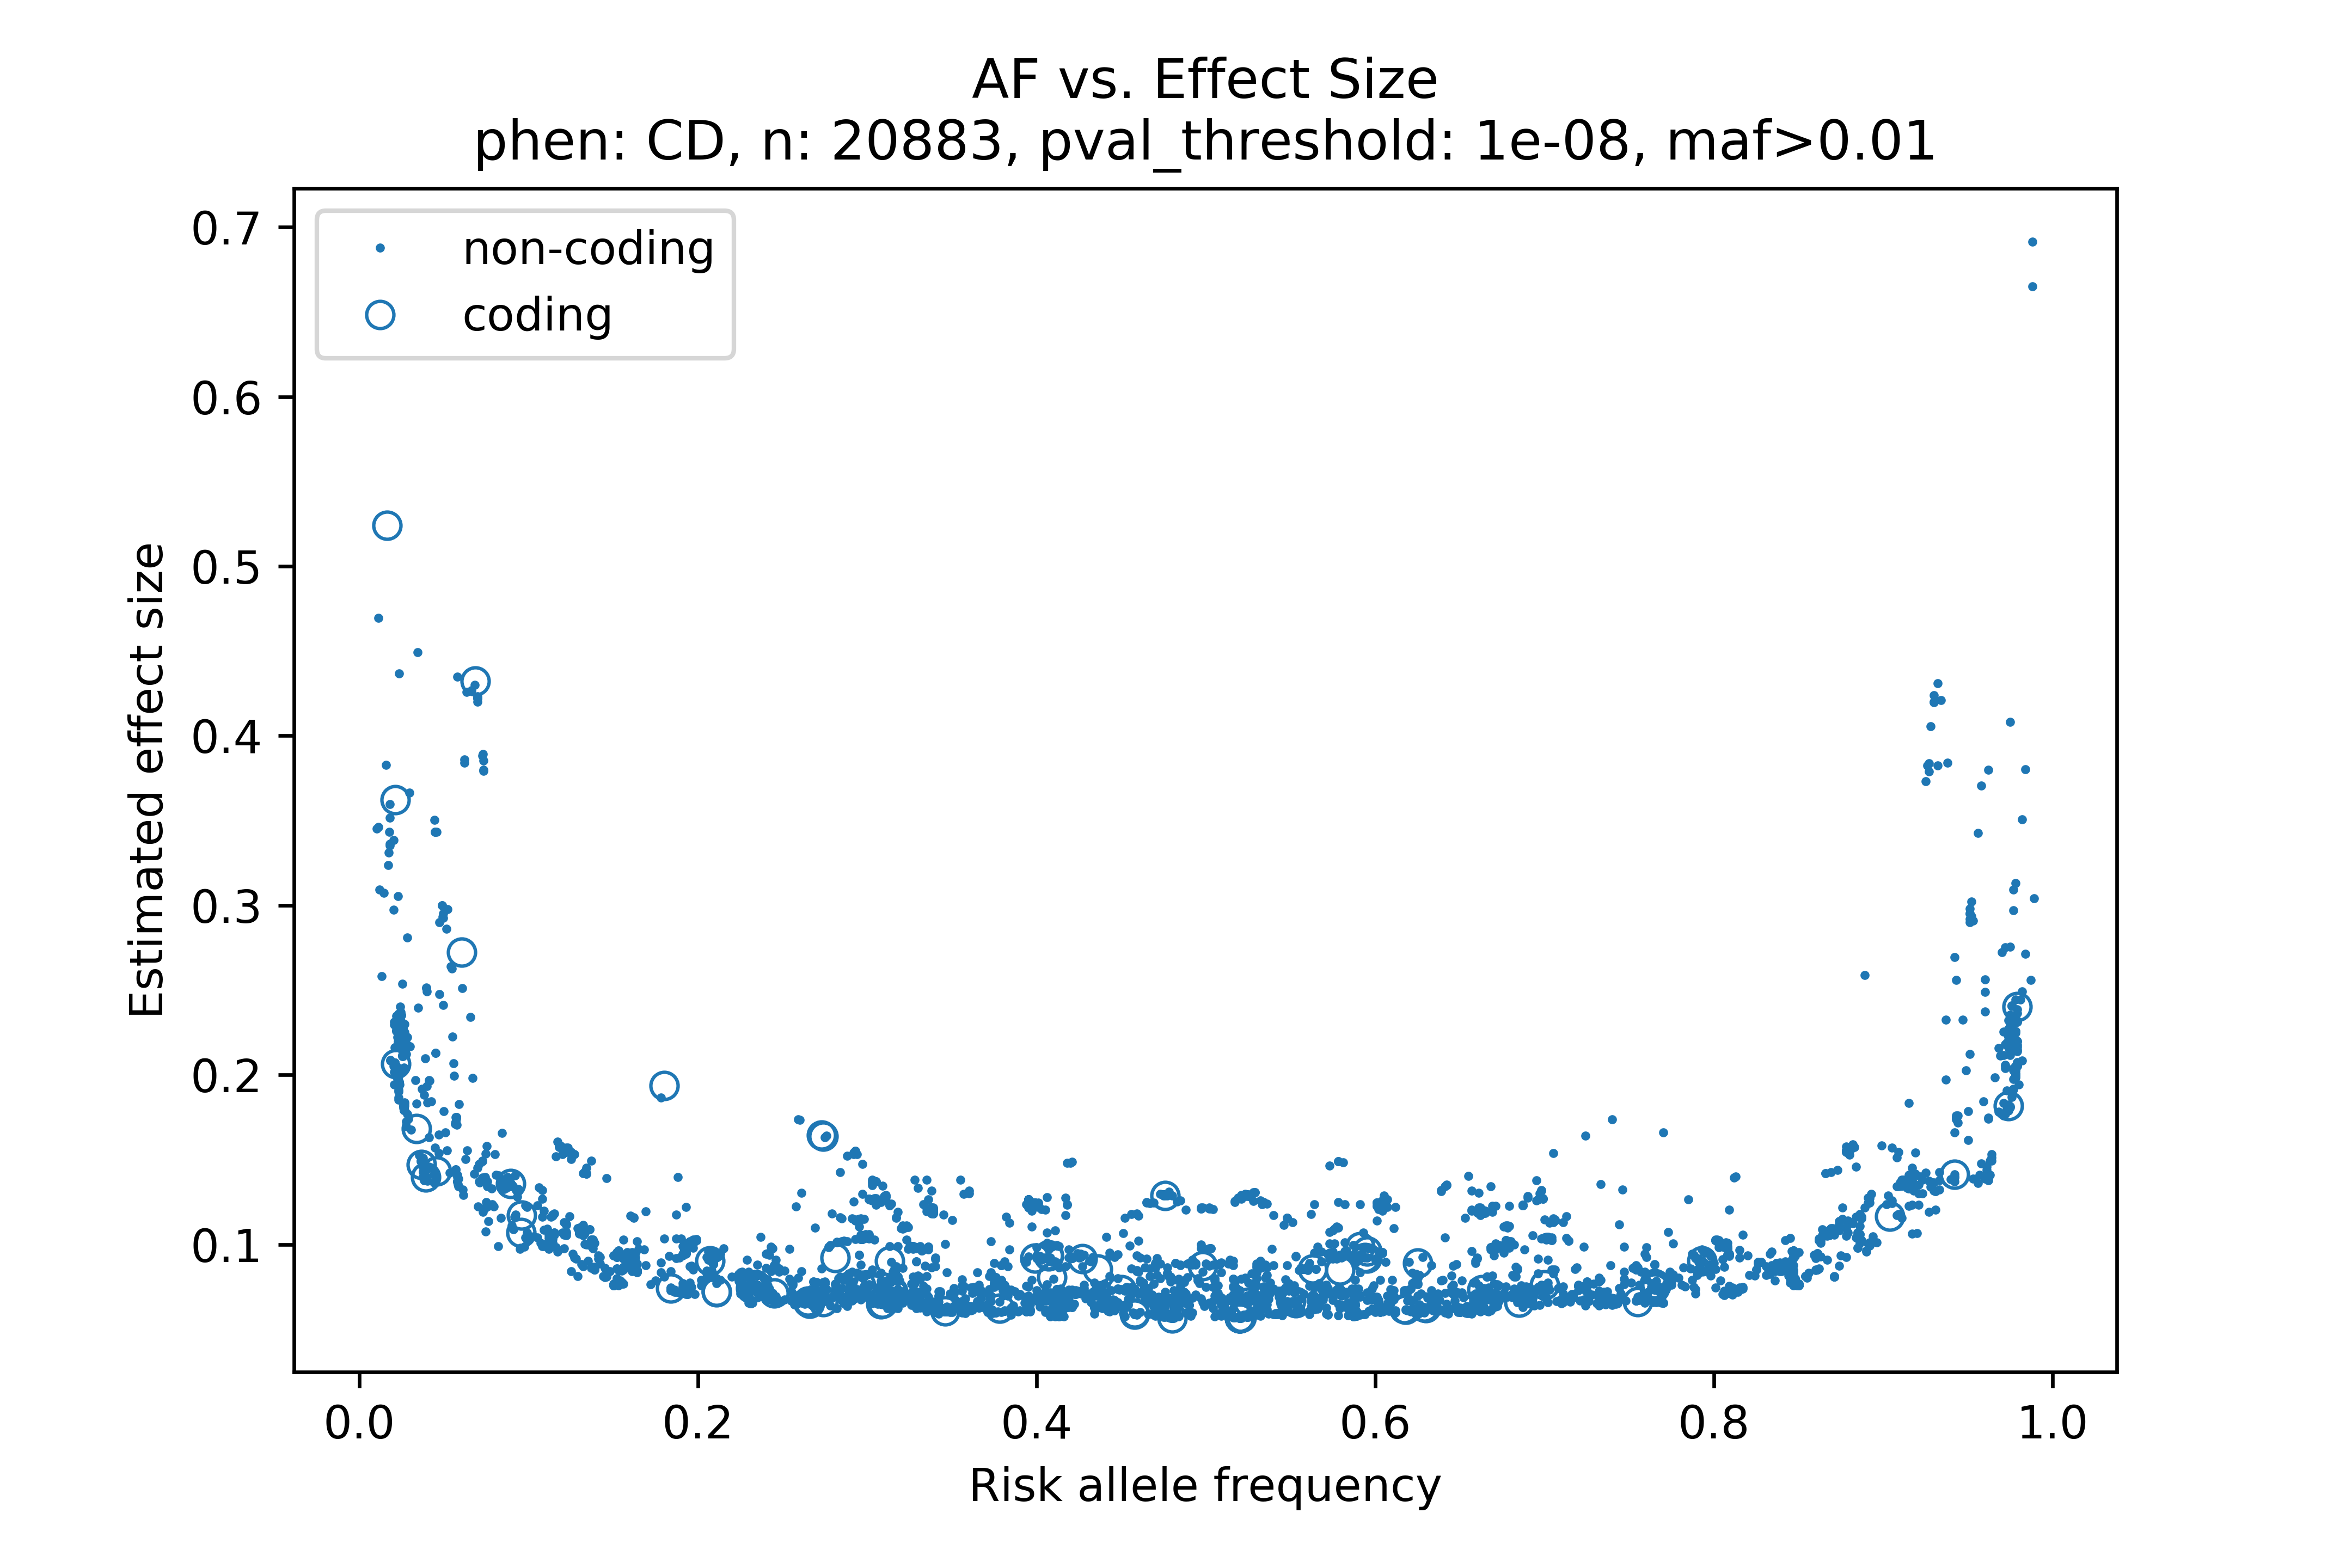 AF vs. Effect Size
phen: CD, n: 20883, pval_threshold: 1e-08, maf>0.01
non-coding
coding
0.7
0.6
0.5
0.4
0.3
0.2
0.1
Estimated effect size
0.0 0.2 0.4 0.6 0.8 1.0
Risk allele frequency